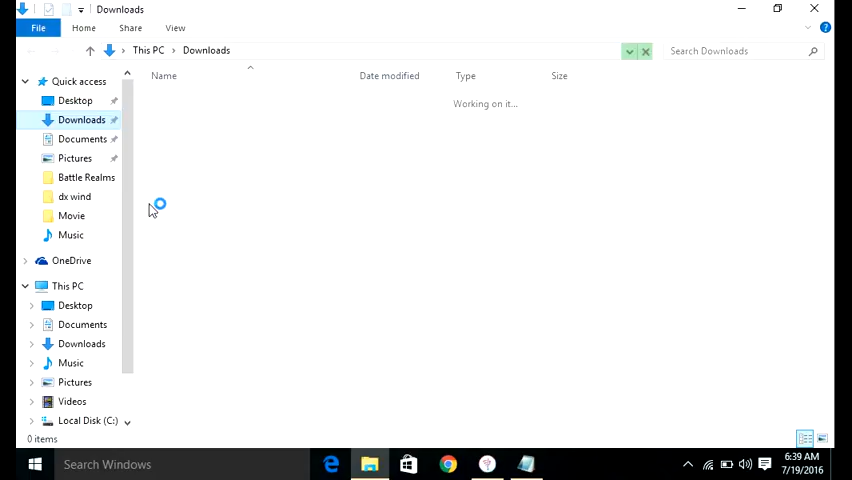 Downloads
File Home Share View
This PC Downloads Search Downloads
Name Date modified Type Size
Working on it...
Quick access
Desktop
Downloads
Documents
Pictures
Battle Realms
dx wind
Movie
Music
OneDrive
This PC
Desktop
Documents
Downloads
Music
Pictures
Videos
Local Disk (C:)
0 items
Search Windows
6:39 AM
7/19/2016